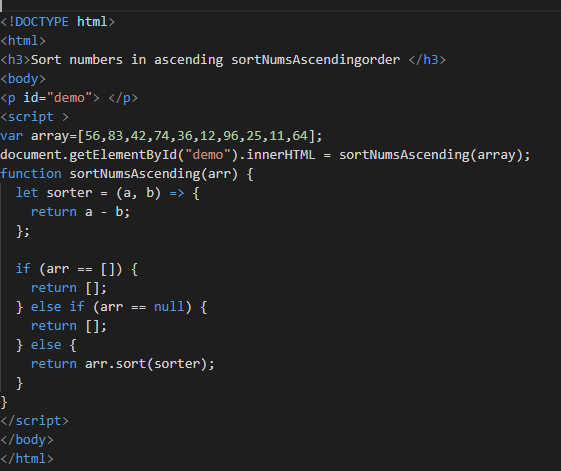 <!DOCTYPE html>
<html>
<h3>Sort numbers in ascending sortNumsAscendingorder </h3>
<body>
<p id="demo"> </p>
<script >
var array=[56,83,42,74,36,12,96,25,11,64];
document.getElementById("demo").innerHTML = sortNumsAscending(array);
function sortNumsAscending(arr) {
  let sorter = (a, b) => {
    return a - b;
  };

  if (arr == []) {
    return [];
  } else if (arr == null) {
    return [];
  } else {
    return arr.sort(sorter);
  }
}
</script>
</body>
</html>